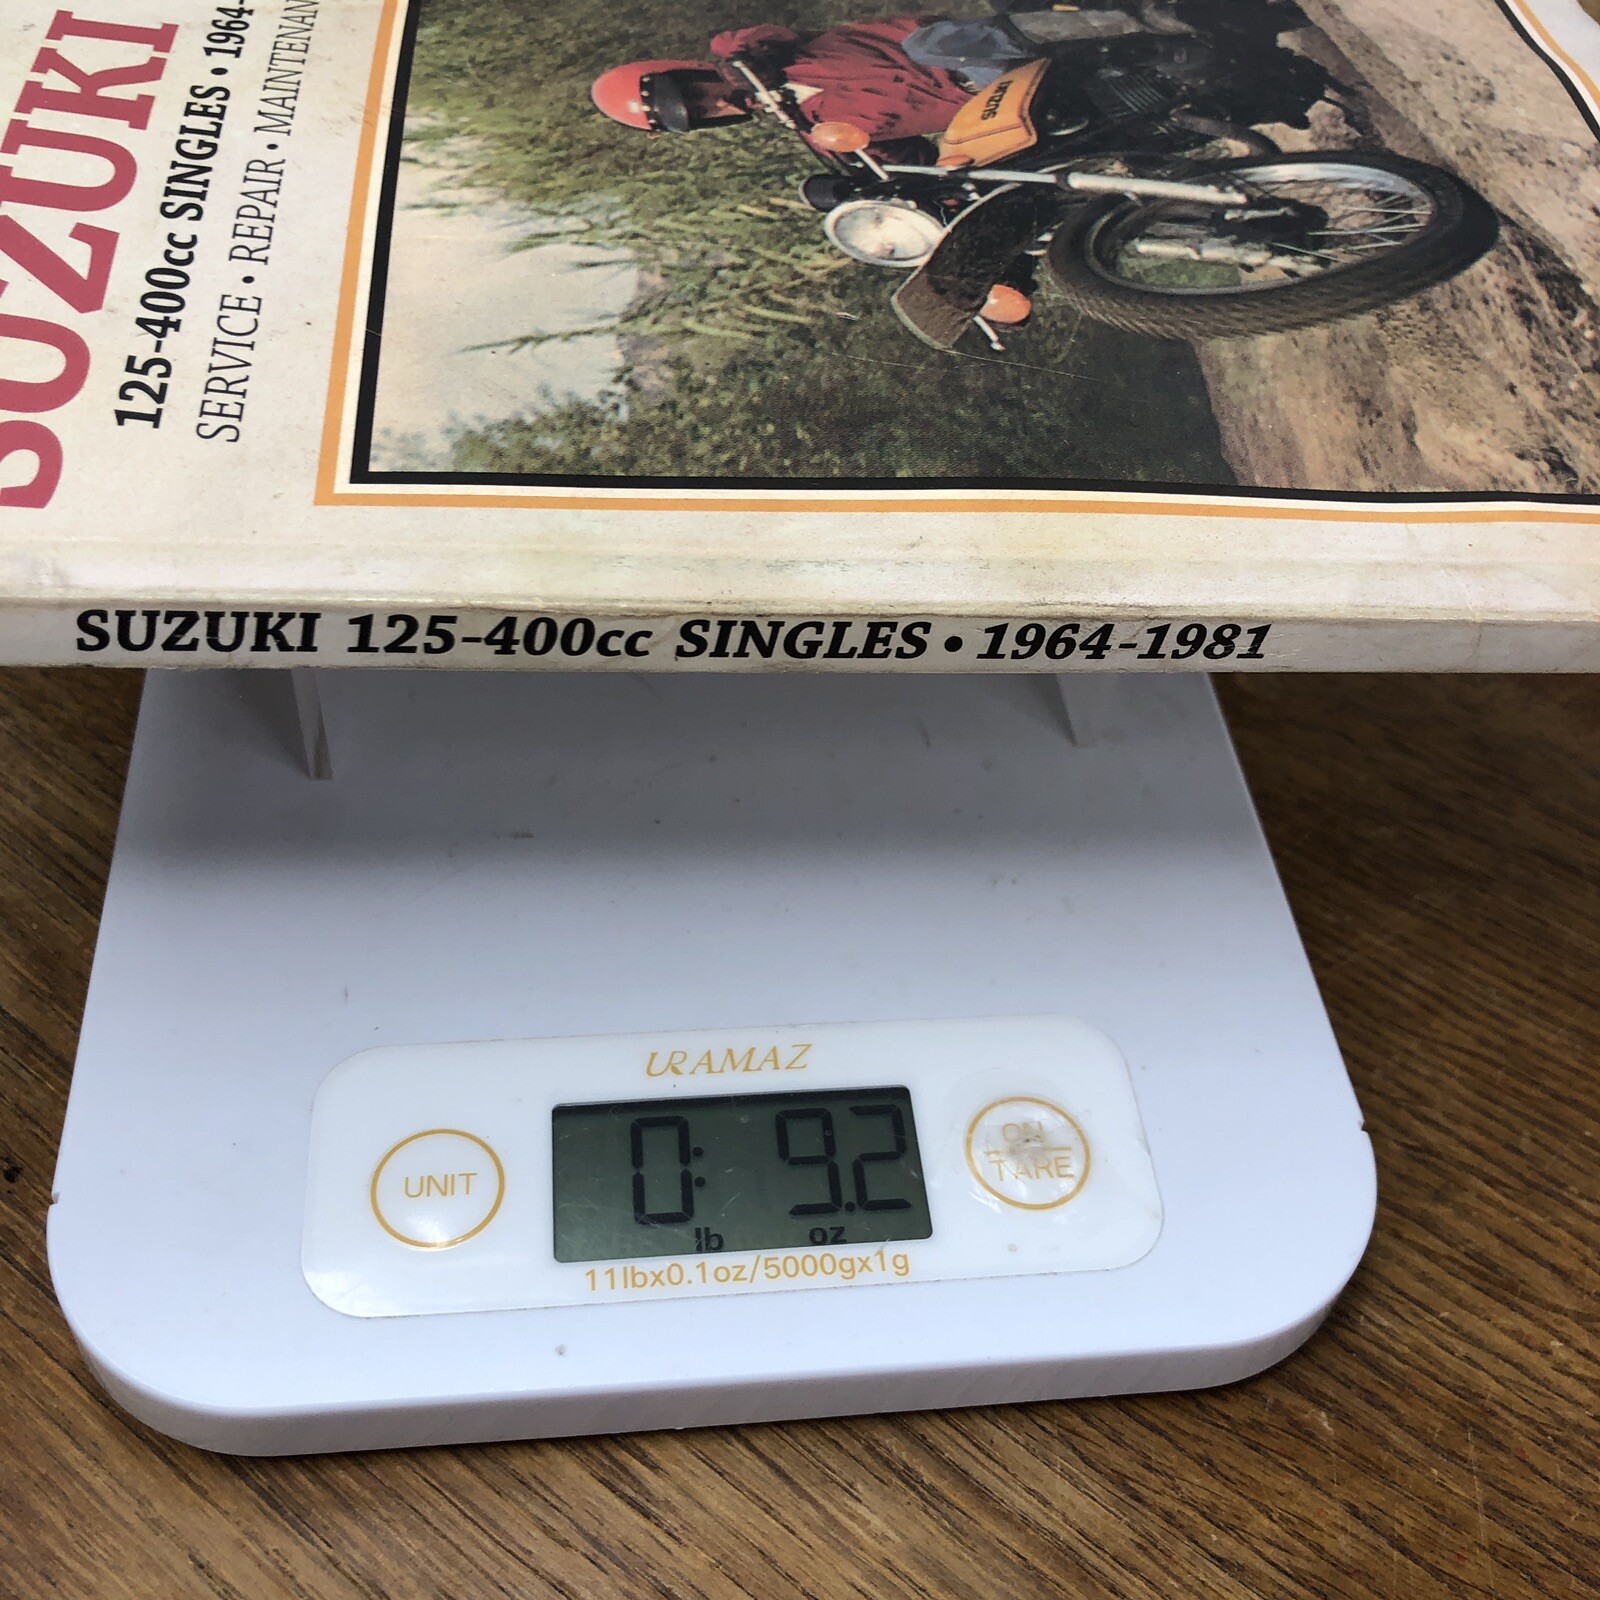 SUZUKI
125-400cc SINGLES • 1964-
SERVICE • REPAIR • MAINTENAN
SUZUKI
SUZUKI 125-400cc SINGLES • 1964-1981
URAMAZ
UNIT
0: 9.2
lb oz
ON
TARE
11lbx0.1oz/5000gx1g